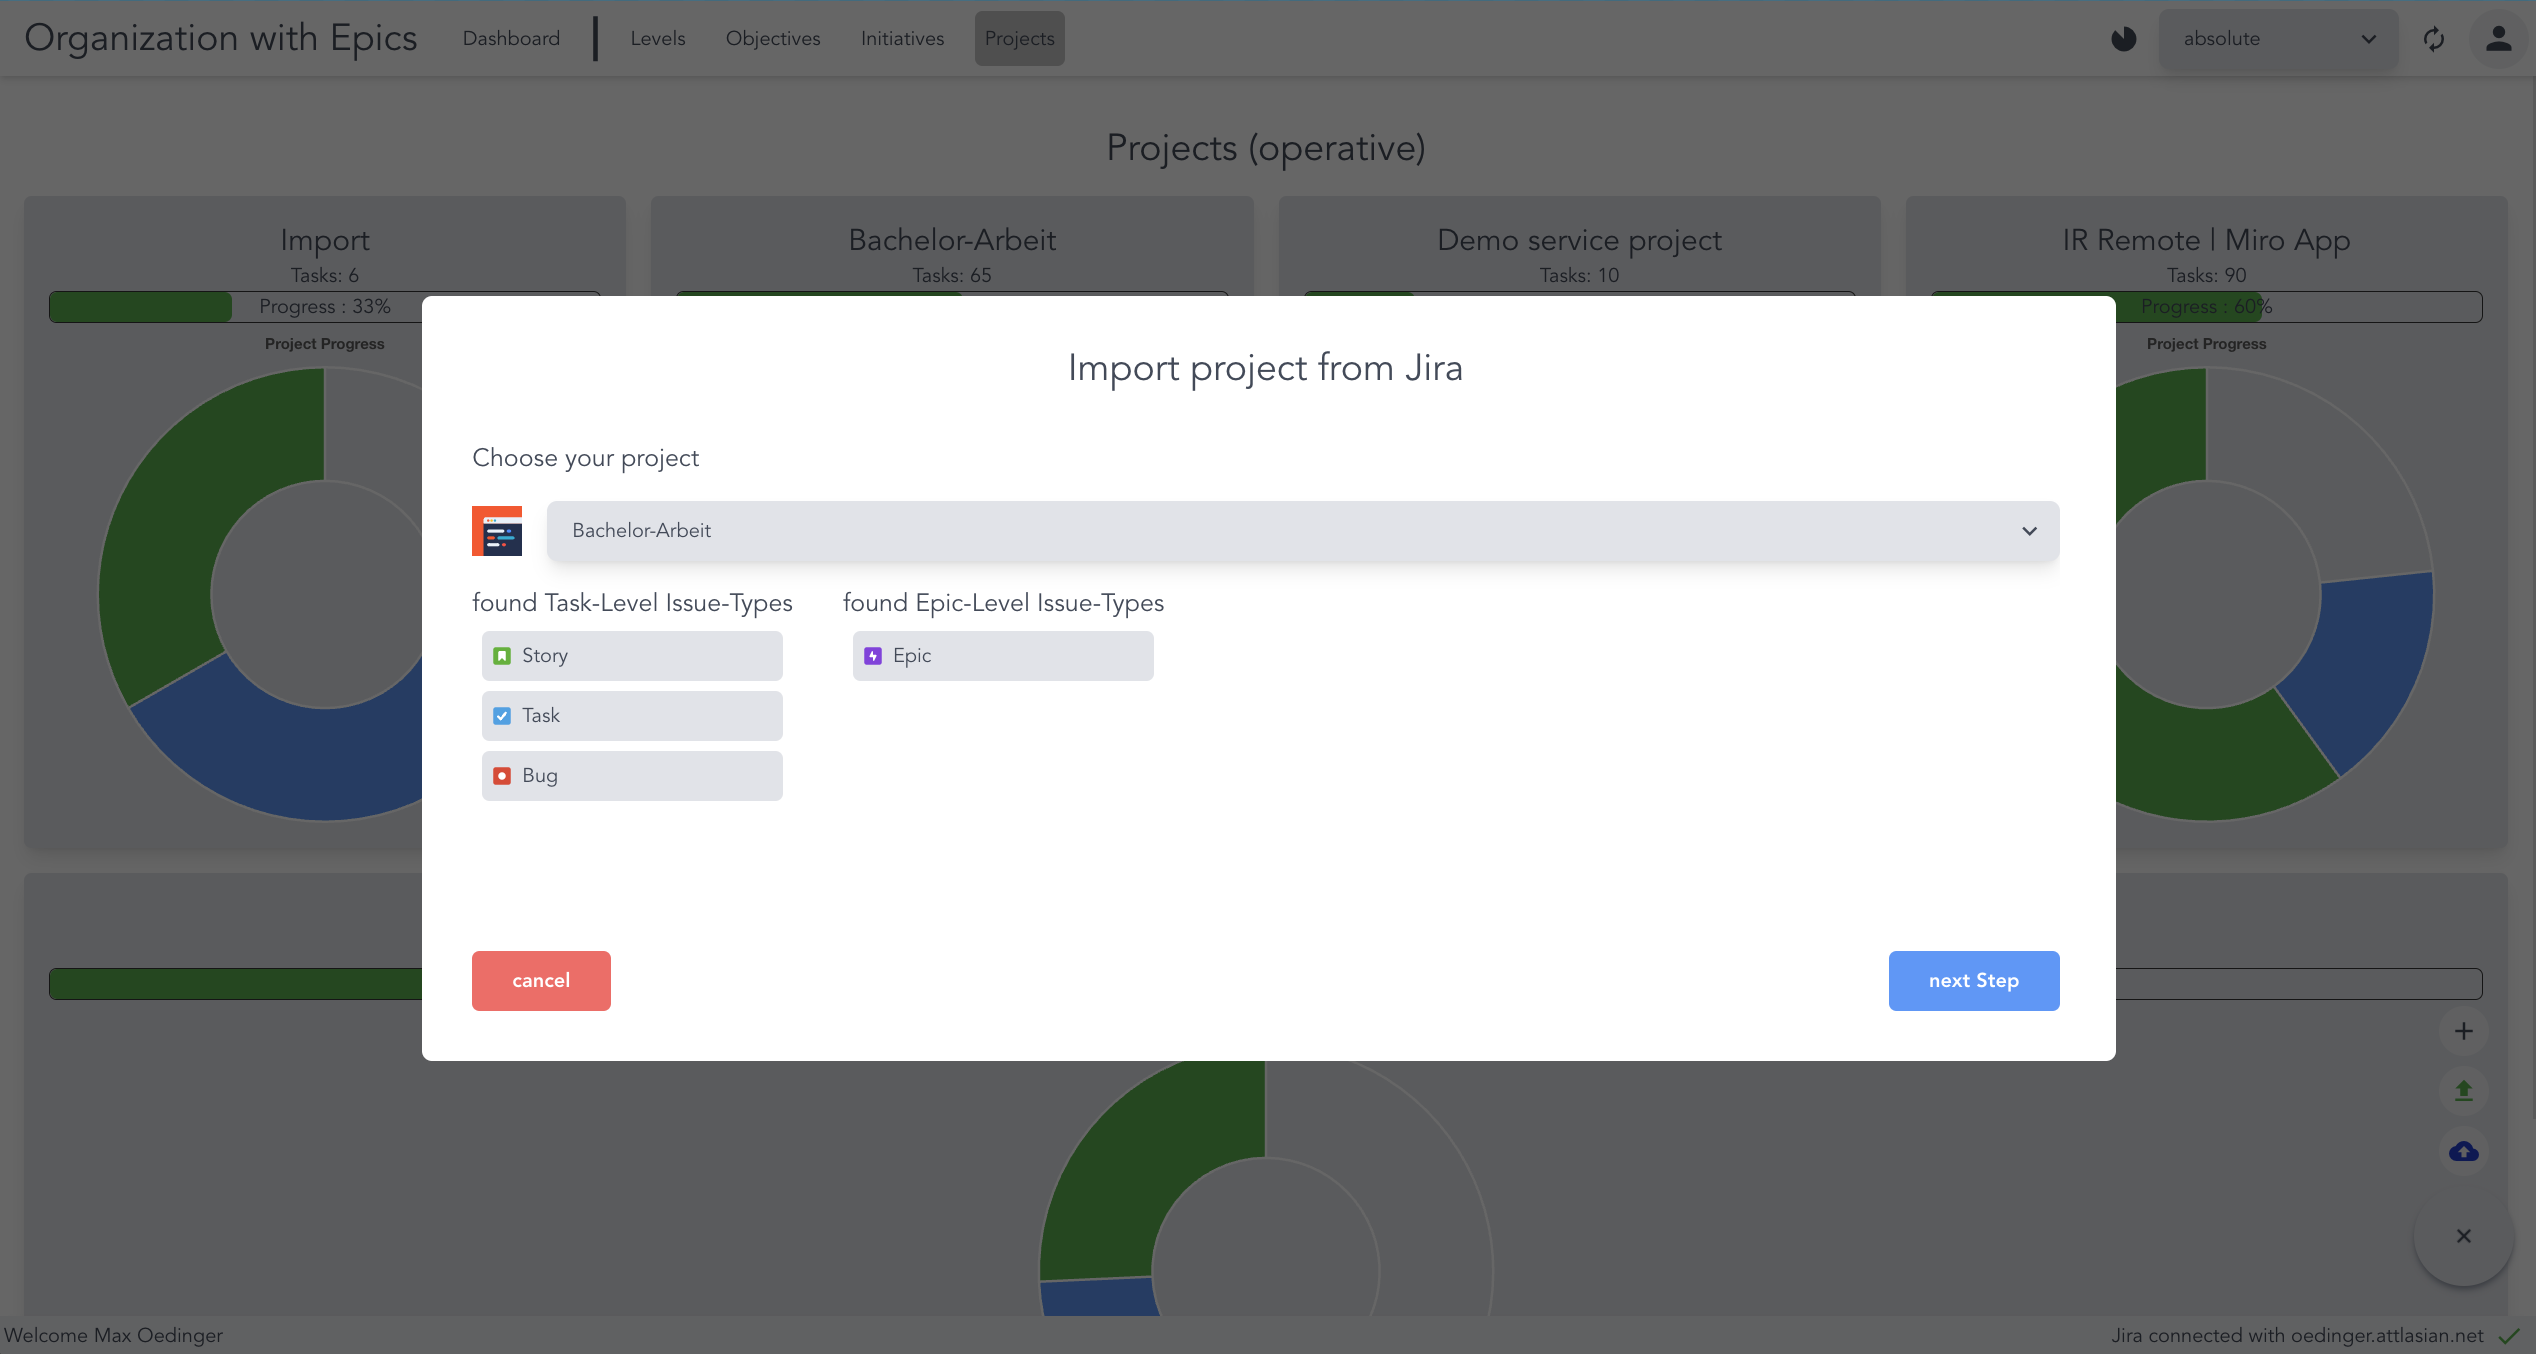 Organization with Epics Dashboard Levels Objectives Initiatives Projects absolute
Projects (operative)
Import Bachelor-Arbeit Demo service project IR Remote | Miro App
Tasks: 6 Tasks: 65 Tasks: 10 Tasks: 90
Progress : 33% Progress : 60%
Project Progress Project Progress
Import project from Jira
Choose your project
Bachelor-Arbeit
found Task-Level Issue-Types found Epic-Level Issue-Types
Story Epic
Task
Bug
cancel next Step
Welcome Max Oedinger Jira connected with oedinger.attlasian.net